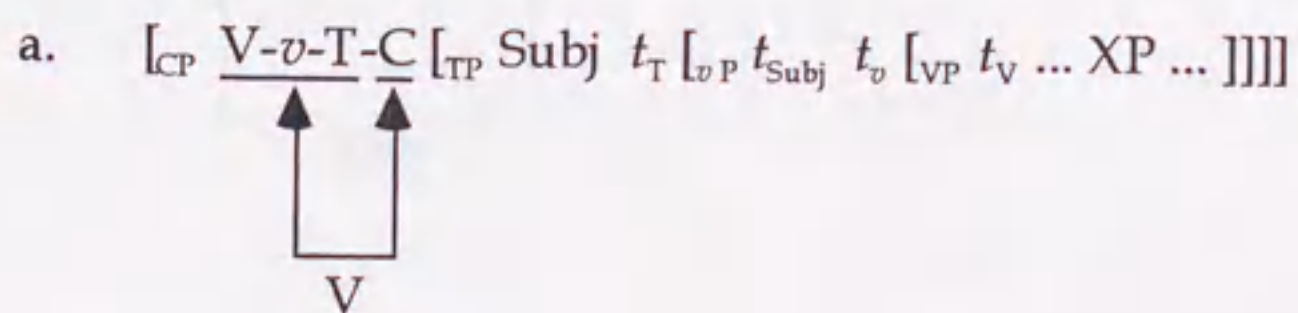 a. [CP V-v-T-C [TP Subj tT [vP tSubj tv [VP tV ... XP ... ]]]]
V